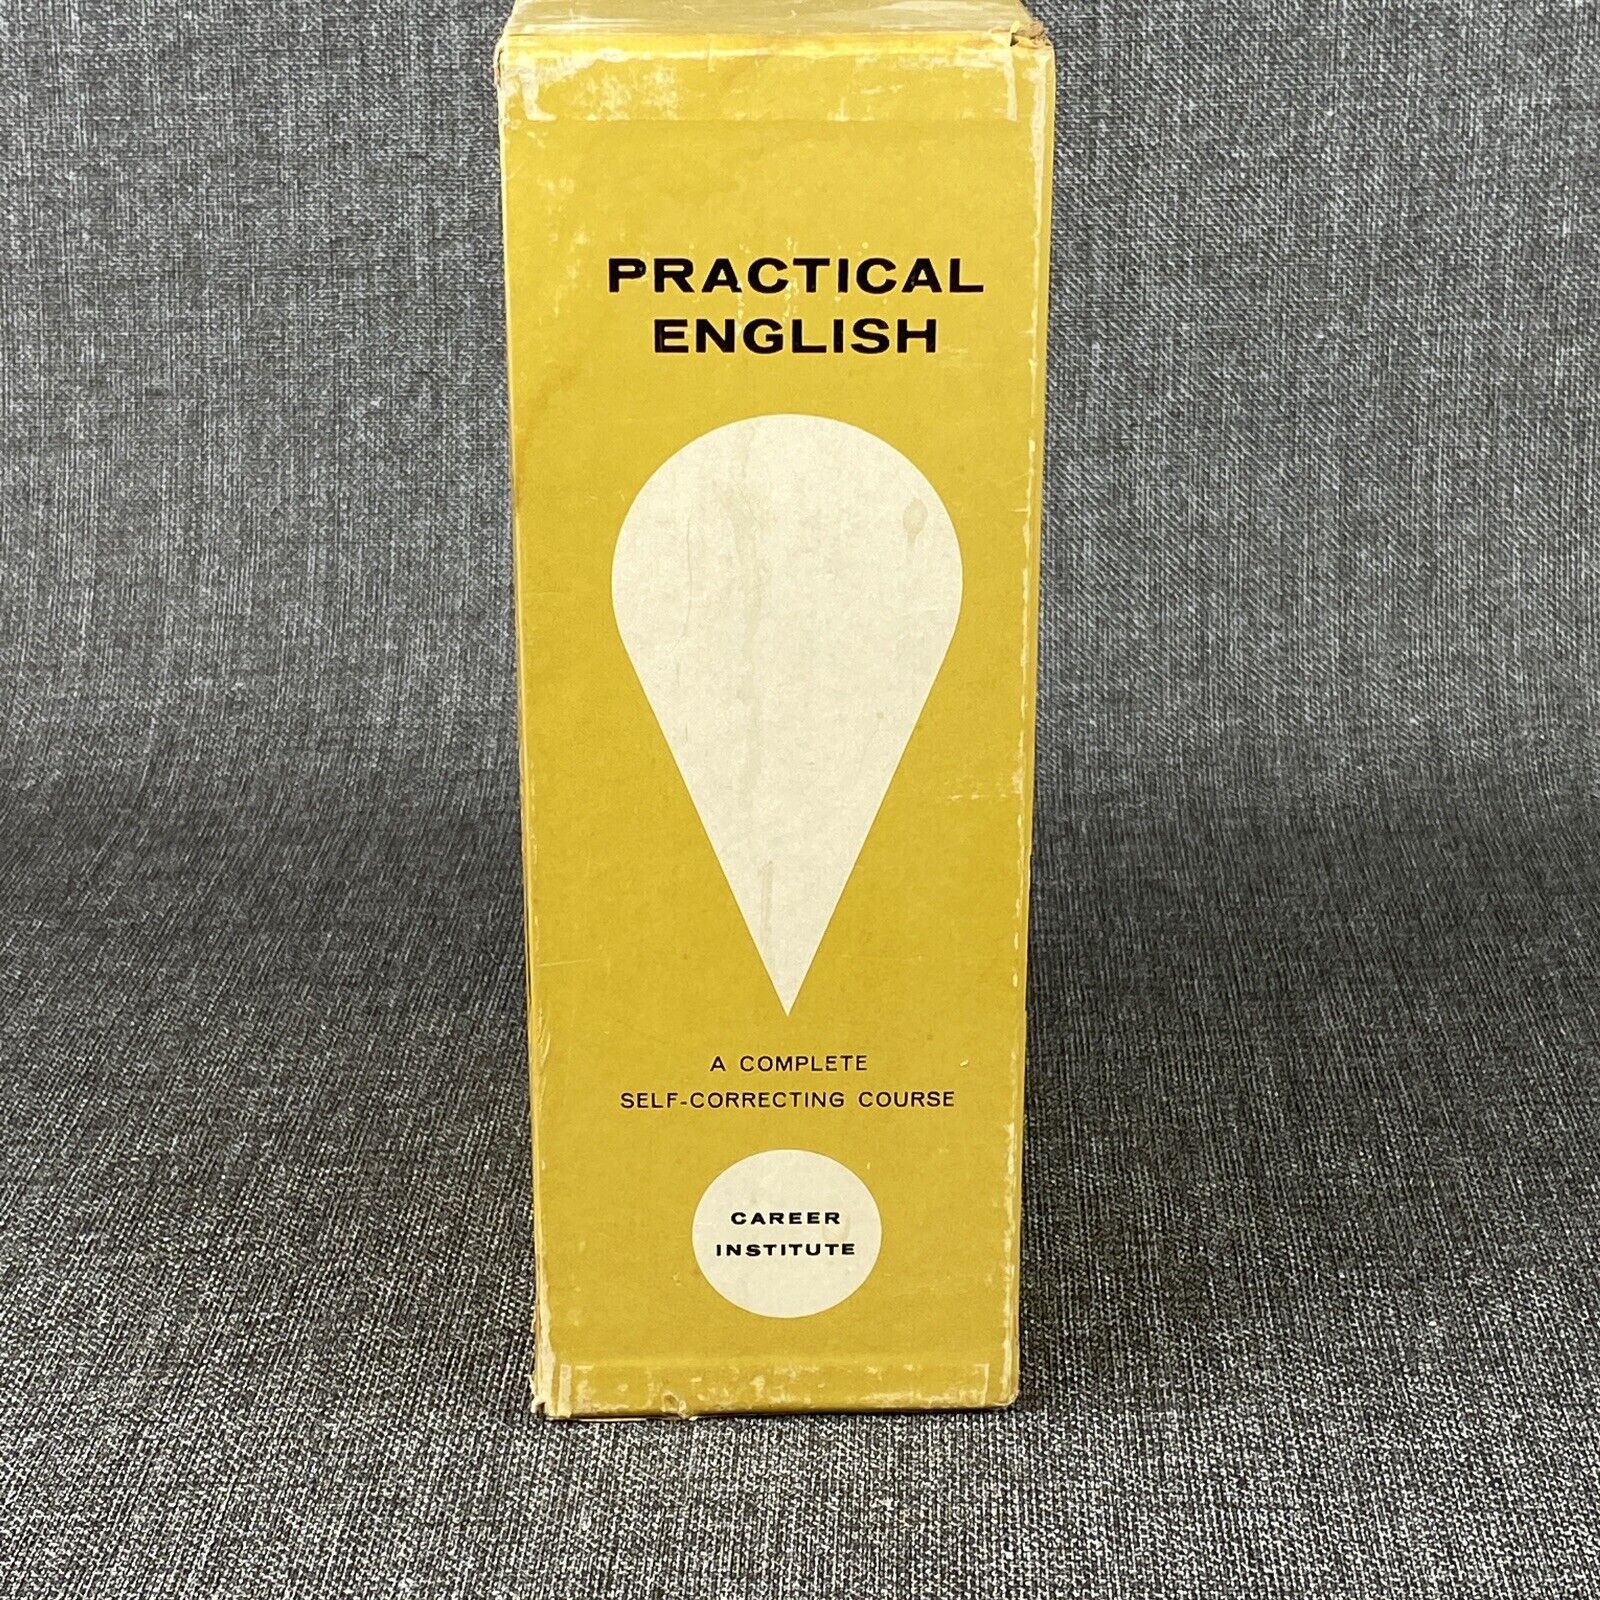 PRACTICAL
ENGLISH
A COMPLETE
SELF-CORRECTING COURSE
CAREER
INSTITUTE